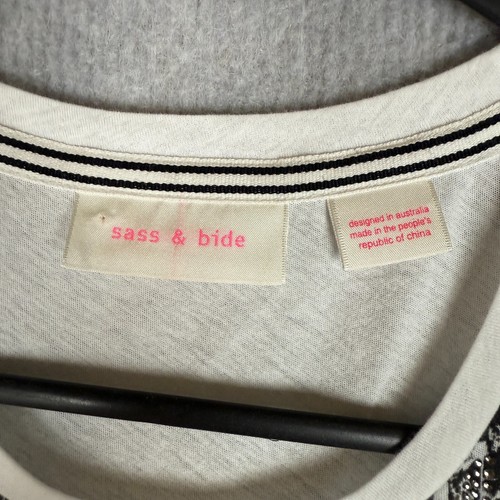 sass & bide
designed in australia
made in the people's
republic of china